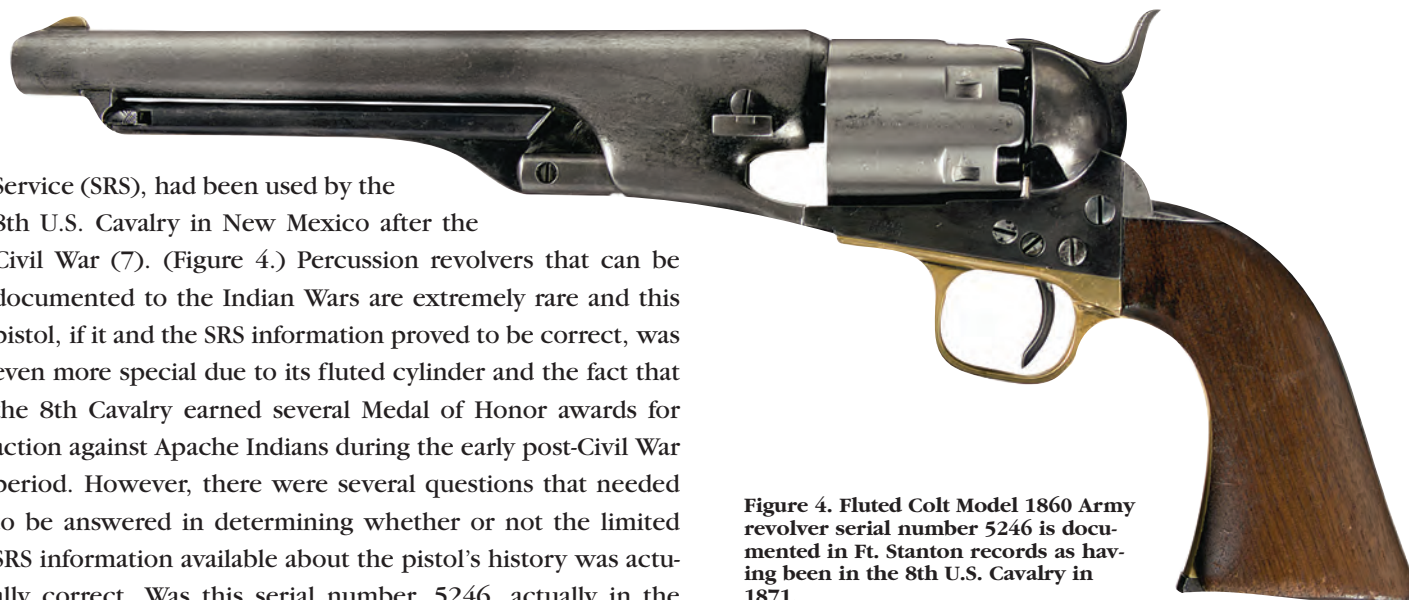 Service (SRS), had been used by the
8th U.S. Cavalry in New Mexico after the
Civil War (7). (Figure 4.) Percussion revolvers that can be
documented to the Indian Wars are extremely rare and this
pistol, if it and the SRS information proved to be correct, was
even more special due to its fluted cylinder and the fact that
the 8th Cavalry earned several Medal of Honor awards for
action against Apache Indians during the early post-Civil War
period. However, there were several questions that needed
to be answered in determining whether or not the limited
SRS information available about the pistol's history was actu-
ally correct. Was this serial number, 5246, actually in the
Figure 4. Fluted Colt Model 1860 Army
revolver serial number 5246 is docu-
mented in Ft. Stanton records as hav-
ing been in the 8th U.S. Cavalry in
1871